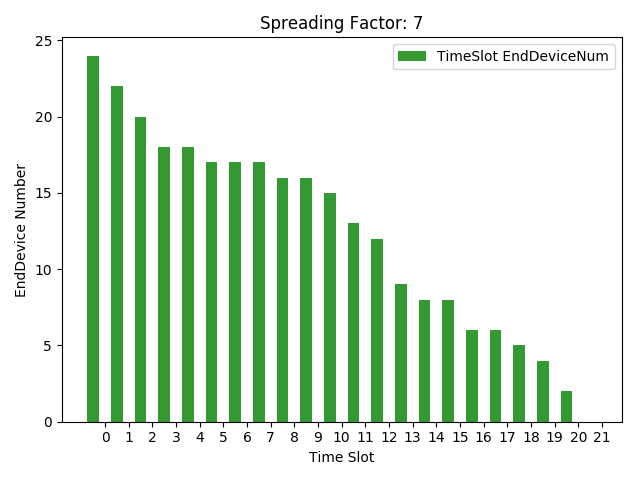 Spreading Factor: 7
TimeSlot EndDeviceNum
EndDevice Number
25
20
15
10
5
0
0 1 2 3 4 5 6 7 8 9 10 11 12 13 14 15 16 17 18 19 20 21
Time Slot